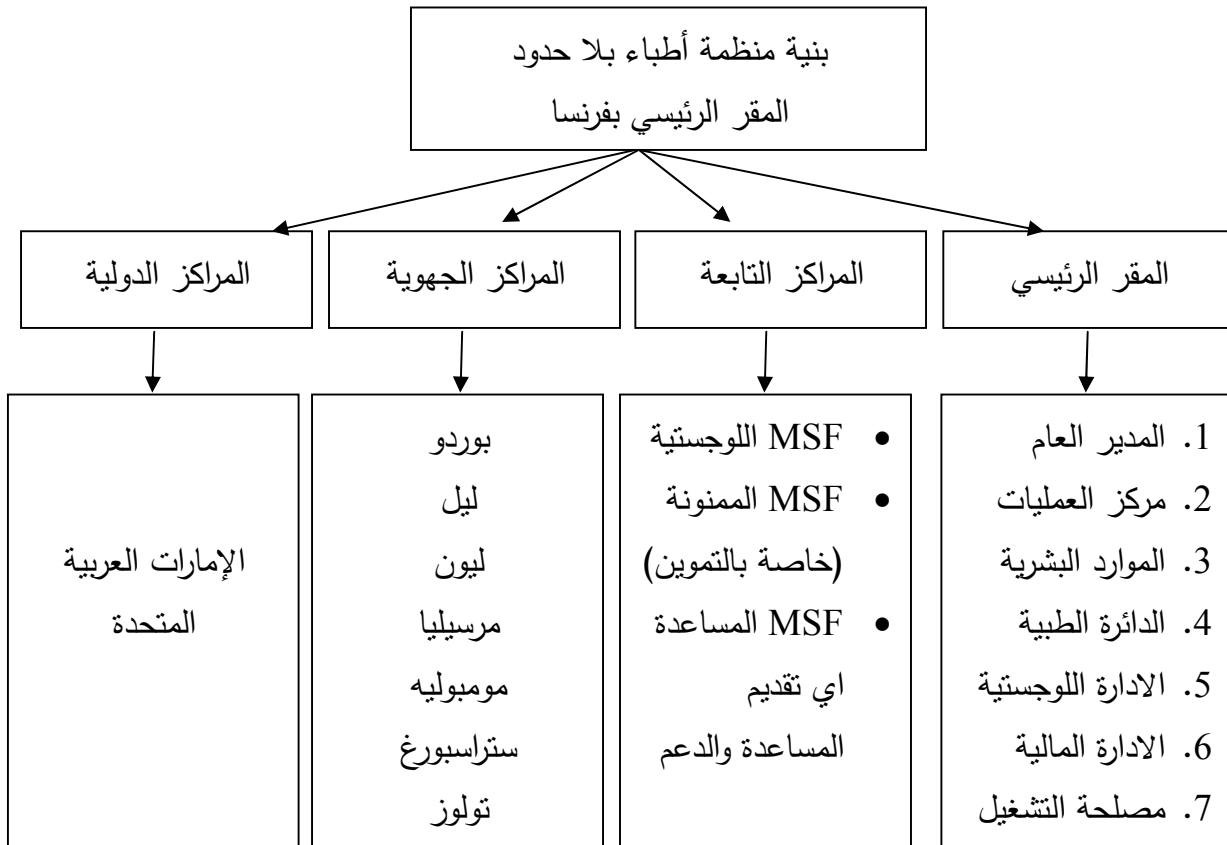 بنية منظمة أطباء بلا حدود
المقر الرئيسي بفرنسا
المقر الرئيسي
المراكز التابعة
المراكز الجهوية
المراكز الدولية
1. المدير العام
2. مركز العمليات
3. الموارد البشرية
4. الدائرة الطبية
5. الادارة اللوجستية
6. الادارة المالية
7. مصلحة التشغيل
• MSF اللوجستية
• MSF الممنونة
(خاصة بالتموين)
• MSF المساعدة
اي تقديم
المساعدة والدعم
بوردو
ليل
ليون
مرسيليا
مومبوليه
ستراسبورغ
تولوز
الإمارات العربية
المتحدة